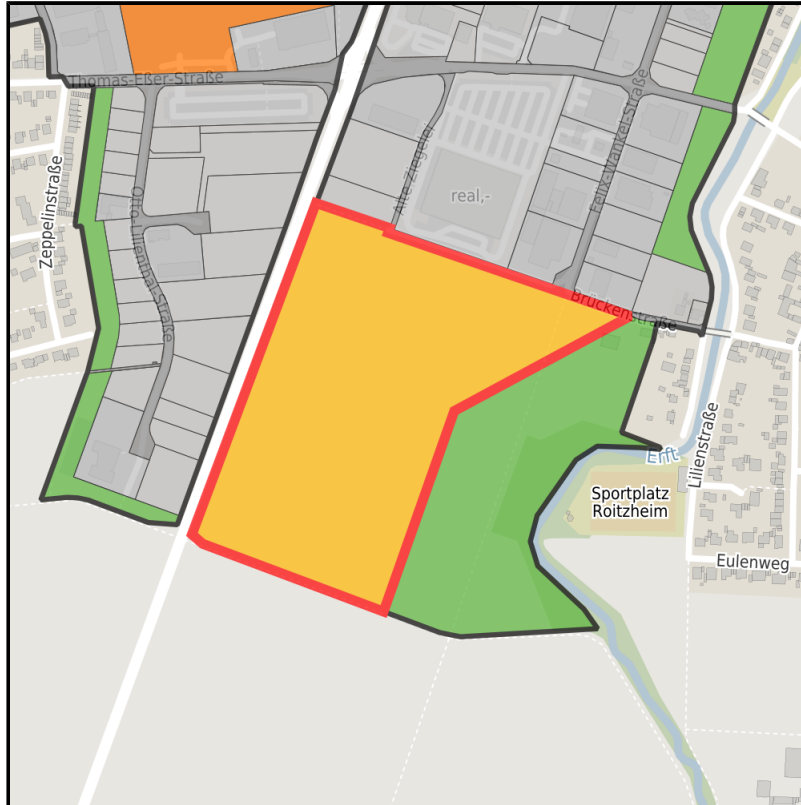 Thomas-Eßer-Straße
Zeppelinstraße
Otto-Lilienthal-Straße
Alte Ziegelei
real,-
Felix-Wankel-Straße
Brückenstraße
Erft
Lilienstraße
Sportplatz
Roitzheim
Eulenweg